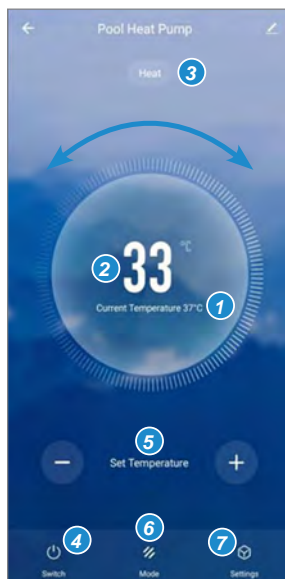 Pool Heat Pump
Heat 3
2 33 °C
Current Temperature 37°C 1
5
− Set Temperature +
4 6 7
Switch Mode Settings